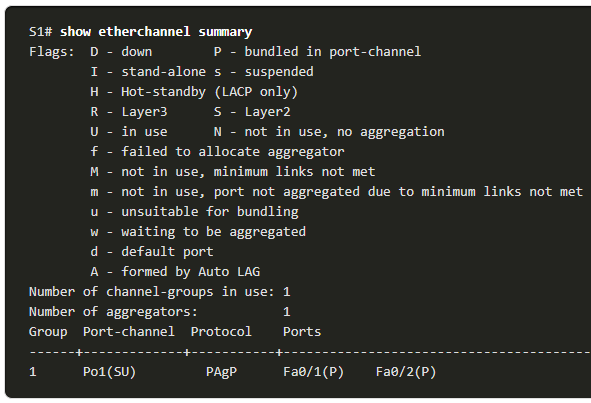 S1# show etherchannel summary
Flags:  D - down        P - bundled in port-channel
        I - stand-alone s - suspended
        H - Hot-standby (LACP only)
        R - Layer3      S - Layer2
        U - in use      N - not in use, no aggregation
        f - failed to allocate aggregator
        M - not in use, minimum links not met
        m - not in use, port not aggregated due to minimum links not met
        u - unsuitable for bundling
        w - waiting to be aggregated
        d - default port
        A - formed by Auto LAG
Number of channel-groups in use: 1
Number of aggregators:           1
Group  Port-channel  Protocol    Ports
------+-------------+-----------+-----------------------------------------
1      Po1(SU)         PAgP      Fa0/1(P)    Fa0/2(P)